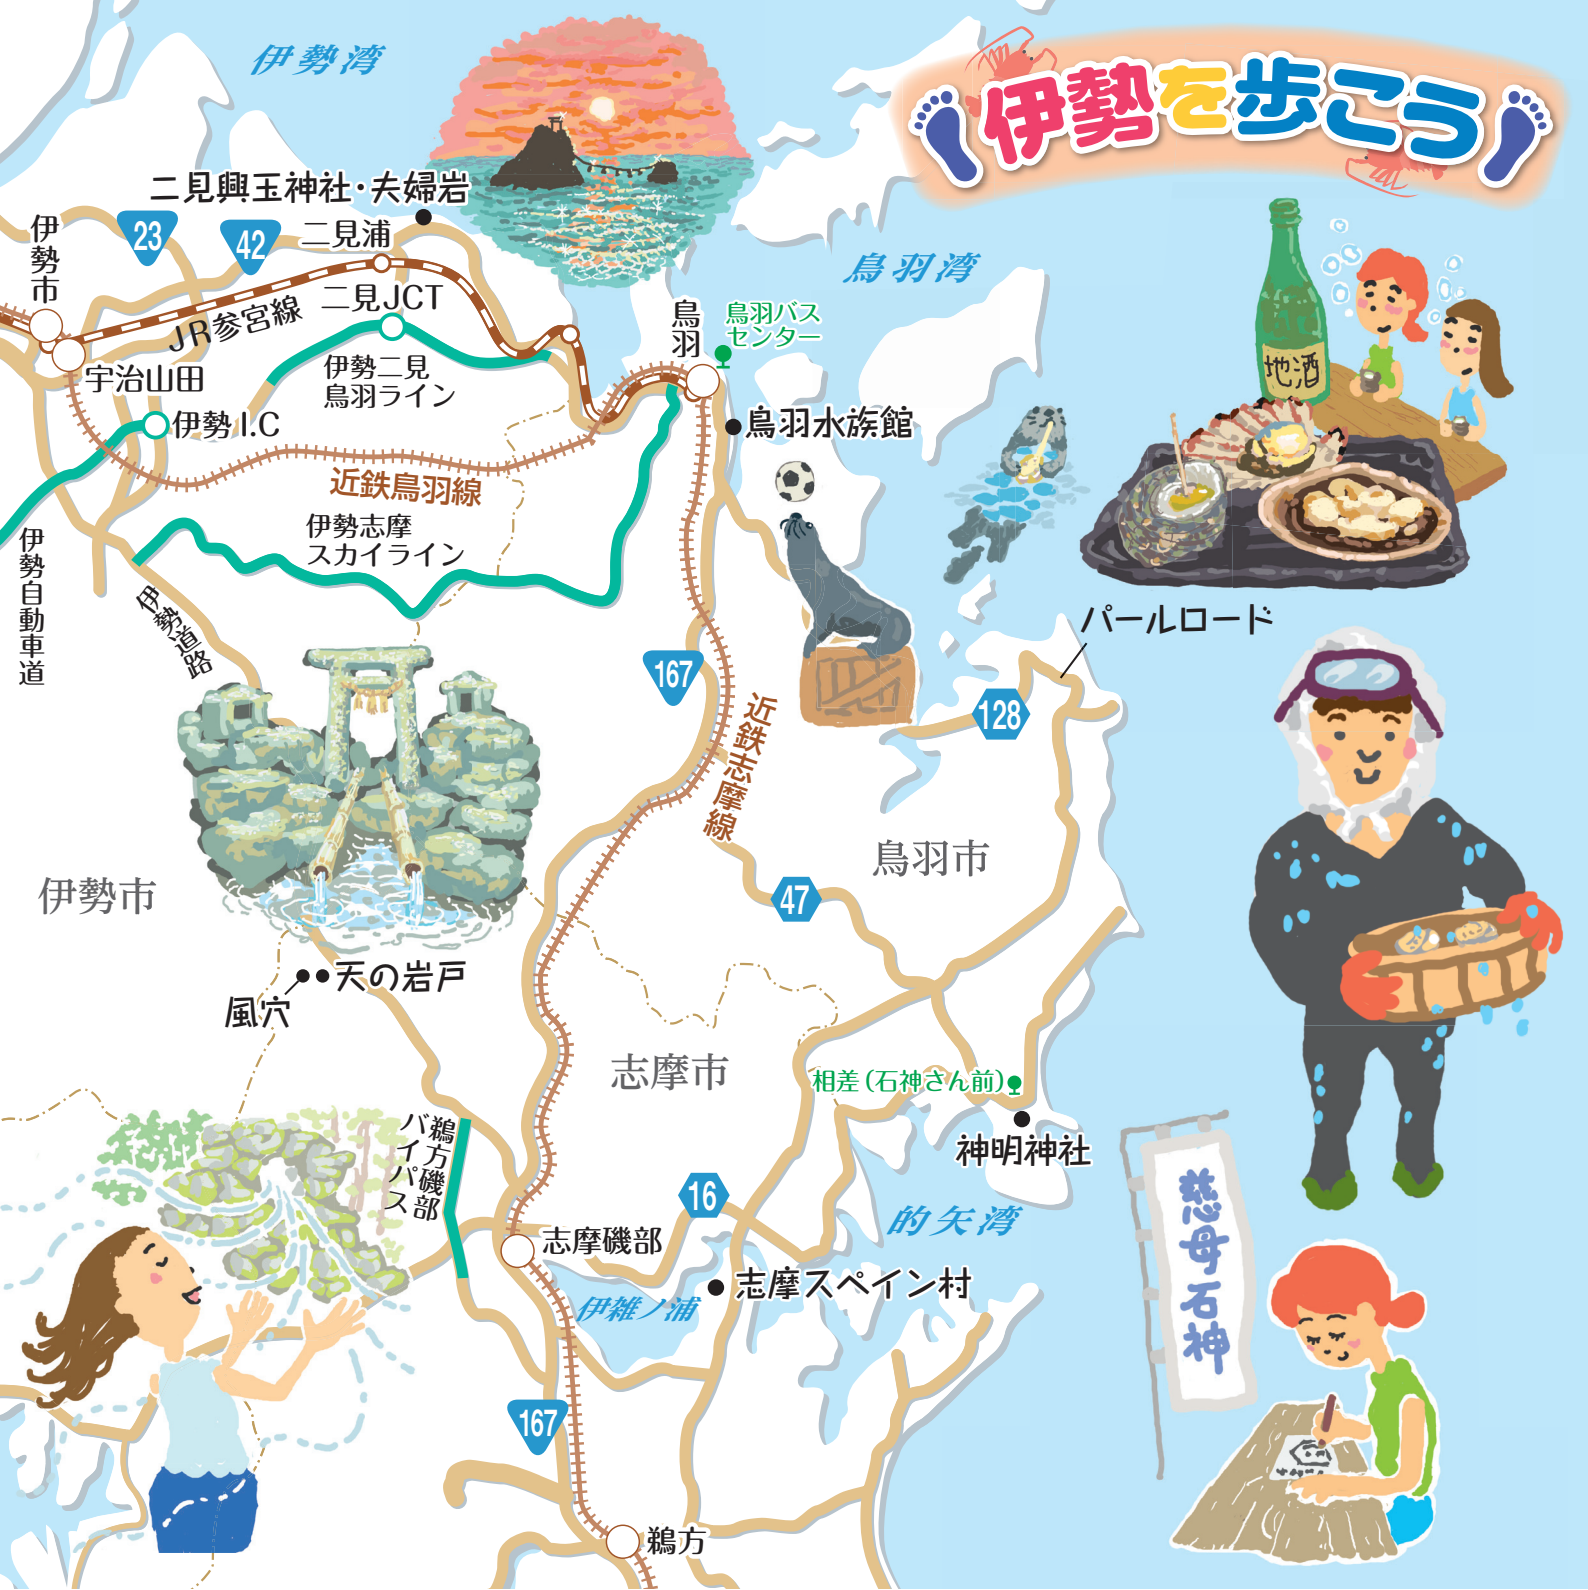 伊勢を歩こう
伊勢湾
二見興玉神社・夫婦岩
伊勢市
23
42
二見浦
二見JCT
JR参宮線
伊勢二見
鳥羽ライン
宇治山田
伊勢I.C
鳥羽
鳥羽バス
センター
鳥羽湾
鳥羽水族館
地酒
近鉄鳥羽線
伊勢志摩
スカイライン
伊勢自動車道
伊勢道路
パールロード
167
128
近鉄志摩線
鳥羽市
伊勢市
47
天の岩戸
風穴
志摩市
相差(石神さん前)
神明神社
鵜方磯部
バイパス
16
的矢湾
志摩磯部
志摩スペイン村
伊雑ノ浦
慈母石神
167
鵜方